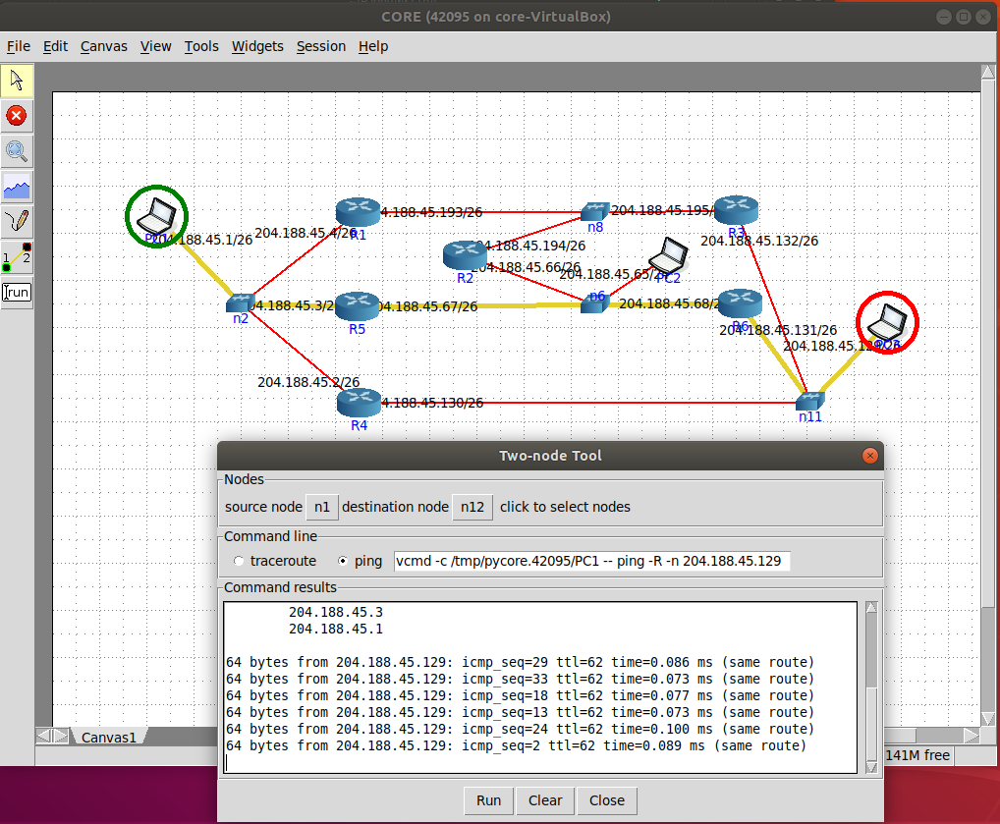 CORE (42095 on core-VirtualBox)
File Edit Canvas View Tools Widgets Session Help
204.188.45.1/26
n2
204.188.45.4/26
R1
4.188.45.193/26
n8
204.188.45.195/
R3
204.188.45.132/26
R2
04.188.45.194/26
204.188.45.66/26
204.188.45.65/
PC2
n6
04.188.45.3/2
R5
04.188.45.67/26
204.188.45.68/2
R6
204.188.45.131/26
204.188.45.129/26
204.188.45.2/26
R4
4.188.45.130/26
n11
1 2
run
Two-node Tool
Nodes
source node n1 destination node n12 click to select nodes
Command line
traceroute ping vcmd -c /tmp/pycore.42095/PC1 -- ping -R -n 204.188.45.129
Command results
204.188.45.3
204.188.45.1
64 bytes from 204.188.45.129: icmp_seq=29 ttl=62 time=0.086 ms (same route)
64 bytes from 204.188.45.129: icmp_seq=33 ttl=62 time=0.073 ms (same route)
64 bytes from 204.188.45.129: icmp_seq=18 ttl=62 time=0.077 ms (same route)
64 bytes from 204.188.45.129: icmp_seq=13 ttl=62 time=0.073 ms (same route)
64 bytes from 204.188.45.129: icmp_seq=24 ttl=62 time=0.100 ms (same route)
64 bytes from 204.188.45.129: icmp_seq=2 ttl=62 time=0.089 ms (same route)
Run Clear Close
Canvas1
141M free